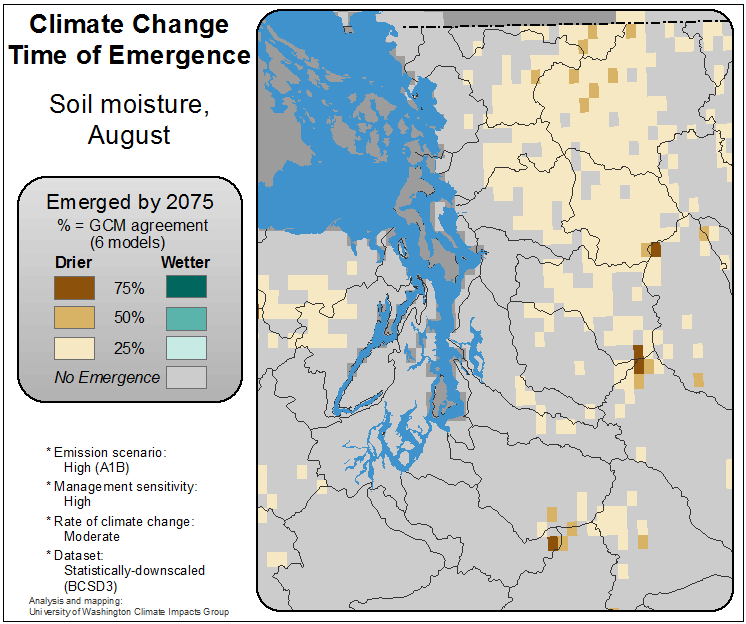 Climate Change
Time of Emergence
Soil moisture,
August
Emerged by 2075
% = GCM agreement
(6 models)
Drier Wetter
75%
50%
25%
No Emergence
* Emission scenario:
High (A1B)
* Management sensitivity:
High
* Rate of climate change:
Moderate
* Dataset:
Statistically-downscaled
(BCSD3)
Analysis and mapping:
University of Washington Climate Impacts Group